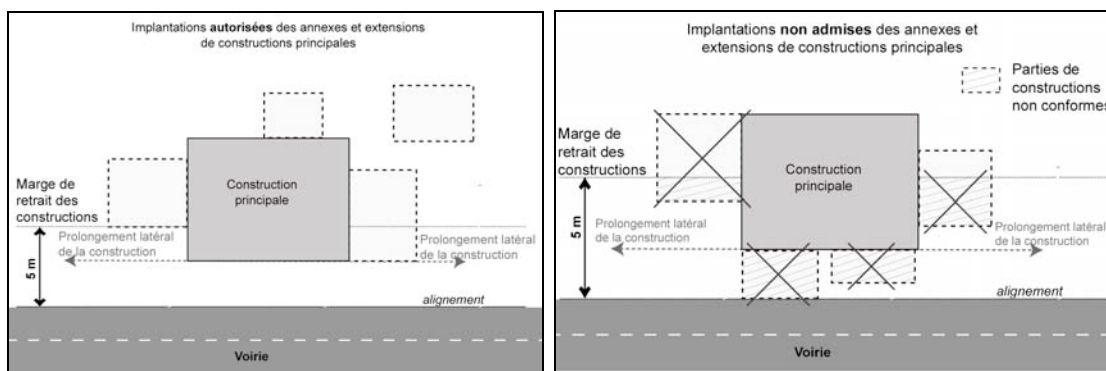 Implantations autorisées des annexes et extensions
de constructions principales
Marge de
retrait des
constructions
Construction
principale
Prolongement latéral
de la construction
Prolongement latéral
de la construction
5 m
alignement
Voirie
Implantations non admises des annexes et
extensions de constructions principales
Parties de
constructions
non conformes
Marge de
retrait des
constructions
Construction
principale
5 m
Prolongement latéral
de la construction
Prolongement latéral
de la construction
alignement
Voirie